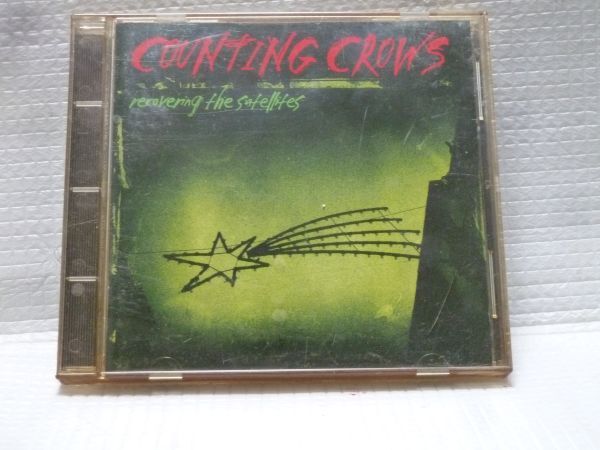 COUNTING CROWS
recovering the satellites